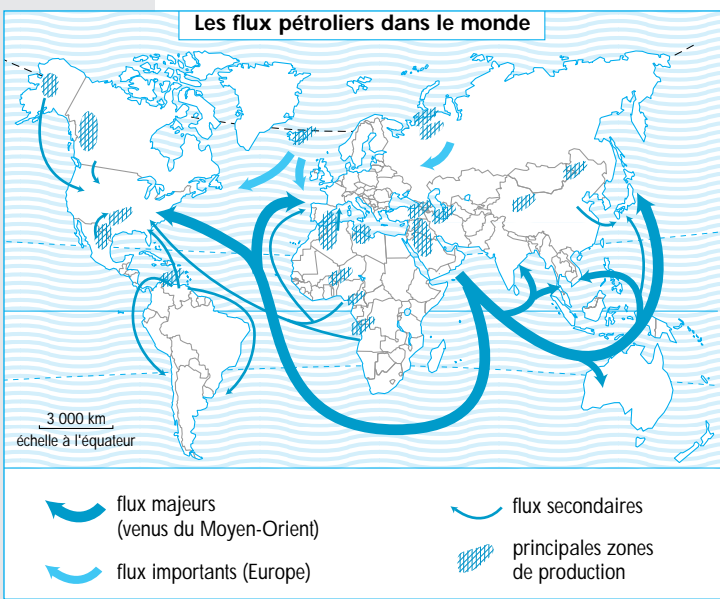 Les flux pétroliers dans le monde
3 000 km
échelle à l'équateur
flux majeurs
(venus du Moyen-Orient)
flux importants (Europe)
flux secondaires
principales zones
de production